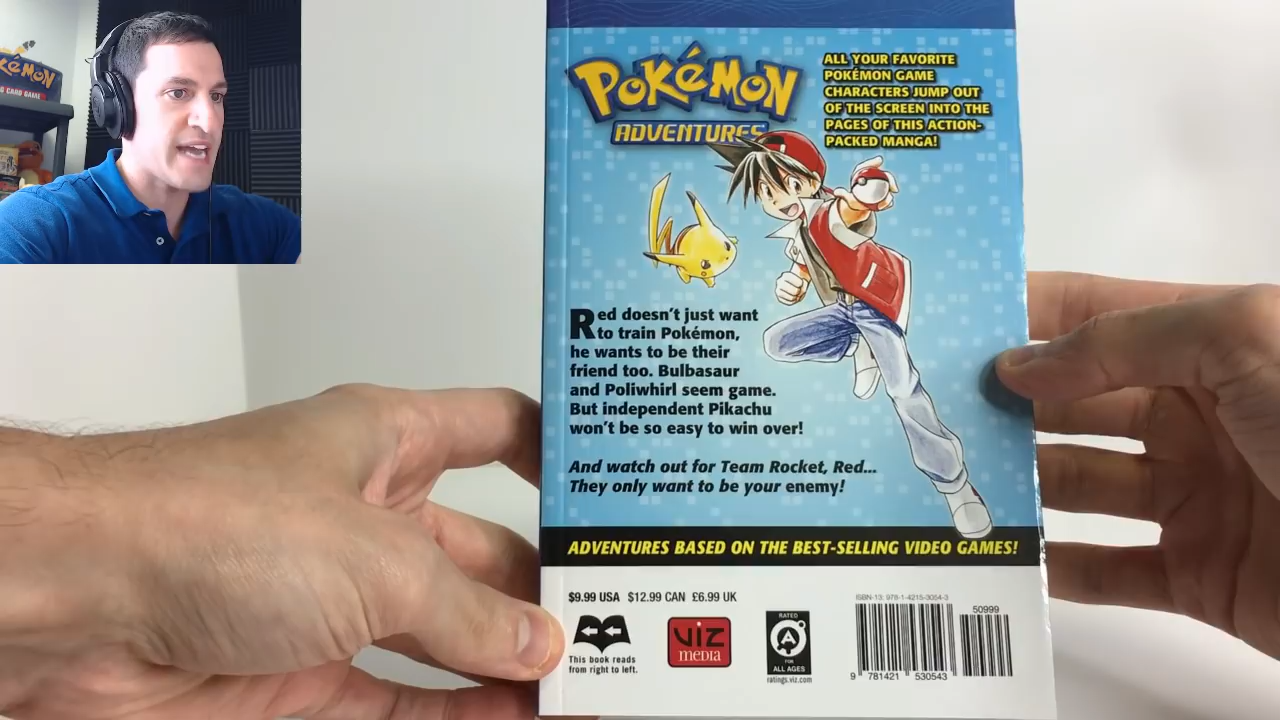 KÉMON
CARD GAME
POKÉMON
ADVENTURES
ALL YOUR FAVORITE
POKÉMON GAME
CHARACTERS JUMP OUT
OF THE SCREEN INTO THE
PAGES OF THIS ACTION-
PACKED MANGA!
Red doesn't just want
to train Pokémon,
he wants to be their
friend too. Bulbasaur
and Poliwhirl seem game.
But independent Pikachu
won't be so easy to win over!
And watch out for Team Rocket, Red...
They only want to be your enemy!
ADVENTURES BASED ON THE BEST-SELLING VIDEO GAMES!
$9.99 USA $12.99 CAN £6.99 UK
This book reads
from right to left.
VIZ
media
RATED
A
FOR
ALL AGES
ratings.viz.com
ISBN-13: 978-1-4215-3054-3
50999
9 781421 530543